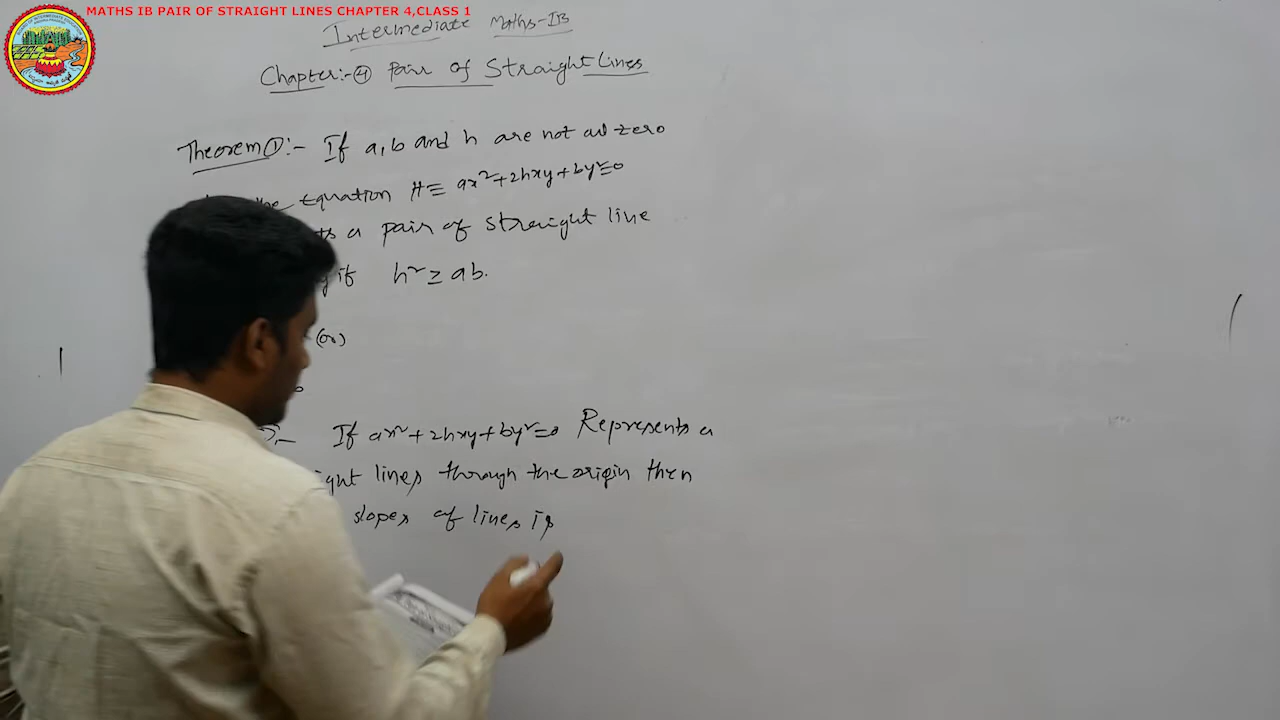 MATHS IB PAIR OF STRAIGHT LINES CHAPTER 4,CLASS 1
Intermediate Maths-IB
Chapter:-④ Pair of Straight Lines
Theorem①:- If a,b and h are not all zero
the Equation H≡ ax²+2hxy+by²=0
a pair of straight line
if h²≥ab.
(or)
If ax²+2hxy+by²=0 Represents a
lines through the origin then
slopes of lines is